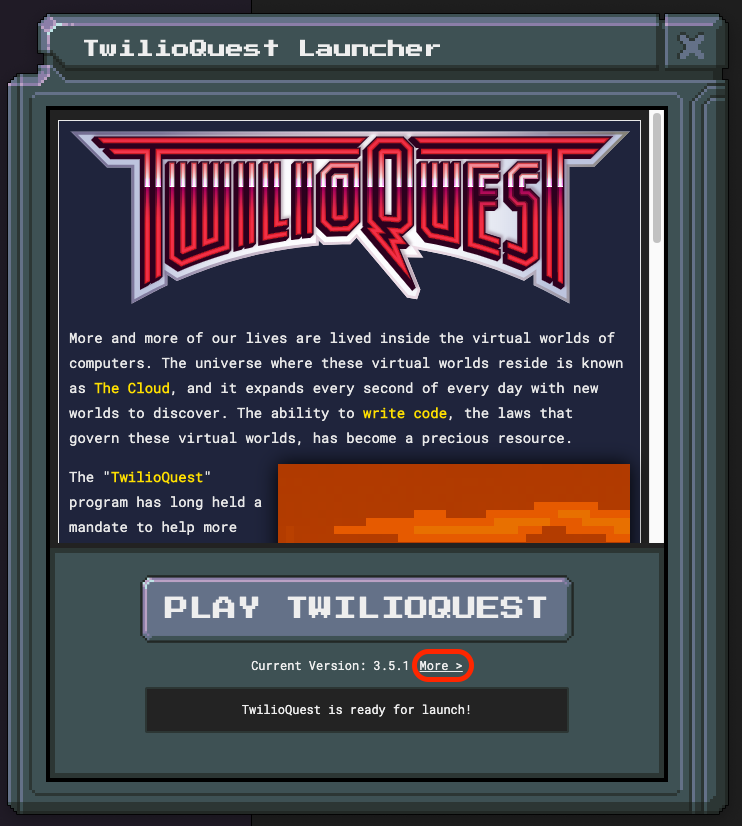 TwilioQuest Launcher
TWILIOQUEST
More and more of our lives are lived inside the virtual worlds of
computers. The universe where these virtual worlds reside is known
as The Cloud, and it expands every second of every day with new
worlds to discover. The ability to write code, the laws that
govern these virtual worlds, has become a precious resource.
The "TwilioQuest"
program has long held a
mandate to help more
PLAY TWILIOQUEST
Current Version: 3.5.1 More >
TwilioQuest is ready for launch!